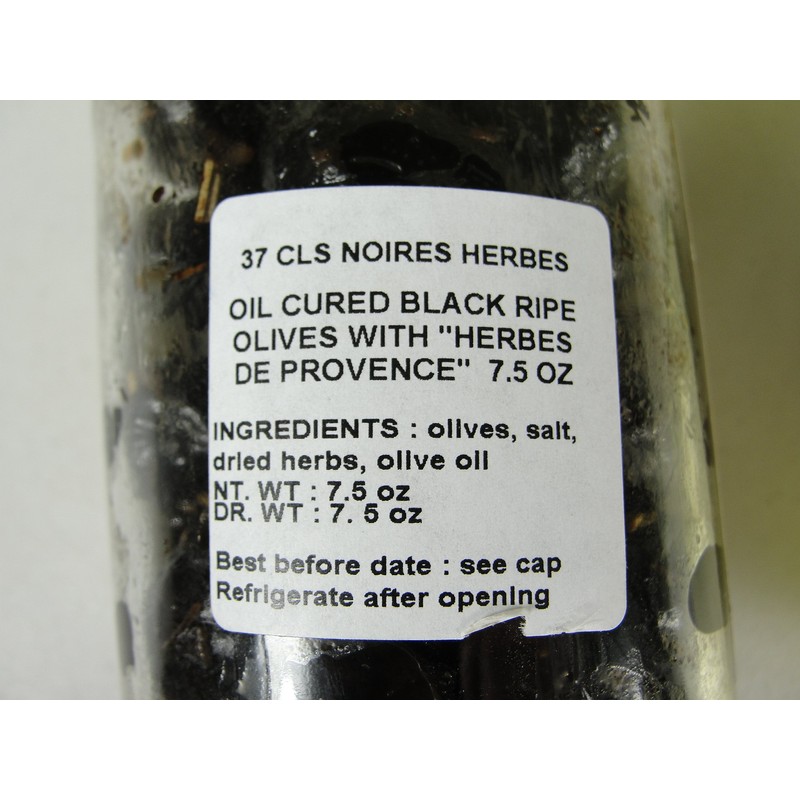 37 CLS NOIRES HERBES
OIL CURED BLACK RIPE
OLIVES WITH "HERBES
DE PROVENCE" 7.5 OZ
INGREDIENTS : olives, salt,
dried herbs, olive oil
NT. WT : 7.5 oz
DR. WT : 7. 5 oz
Best before date : see cap
Refrigerate after opening